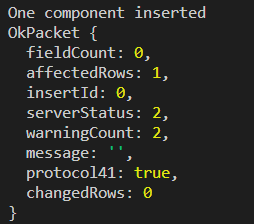 One component inserted
OkPacket {
  fieldCount: 0,
  affectedRows: 1,
  insertId: 0,
  serverStatus: 2,
  warningCount: 2,
  message: '',
  protocol41: true,
  changedRows: 0
}